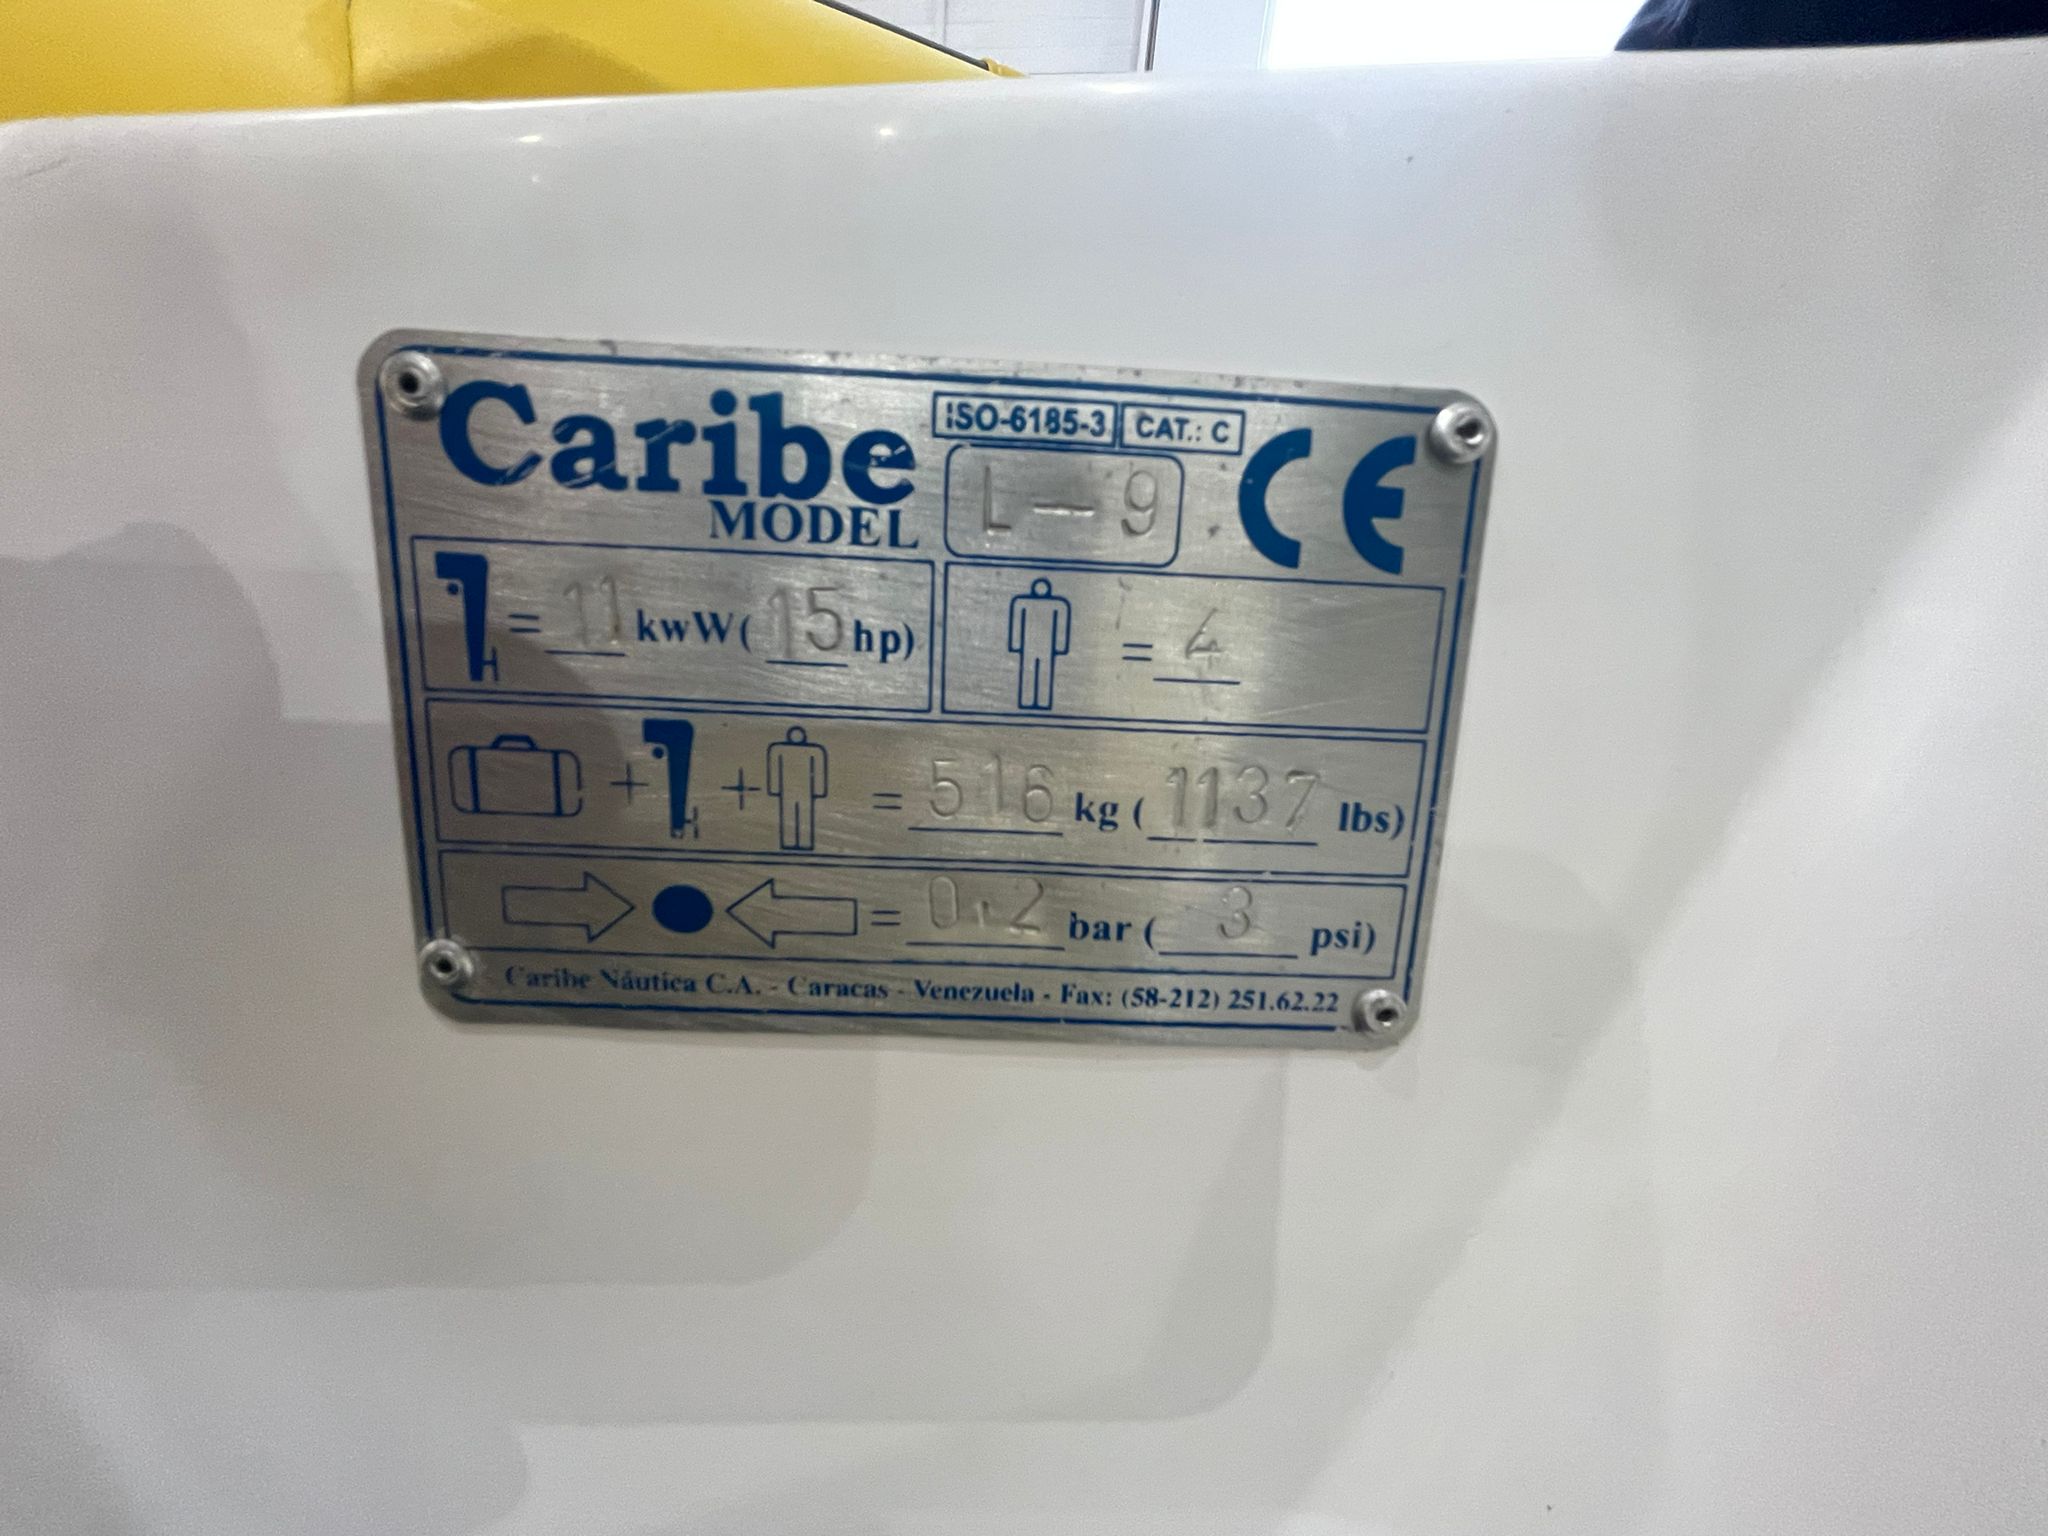 Caribe ISO-6185-3 CAT.: C
MODEL L-9 CE
= 11 kwW ( 15 hp) = 4
+ + = 516 kg ( 1137 lbs)
= 0,2 bar ( 3 psi)
Caribe Náutica C.A. - Caracas - Venezuela - Fax: (58-212) 251.62.22